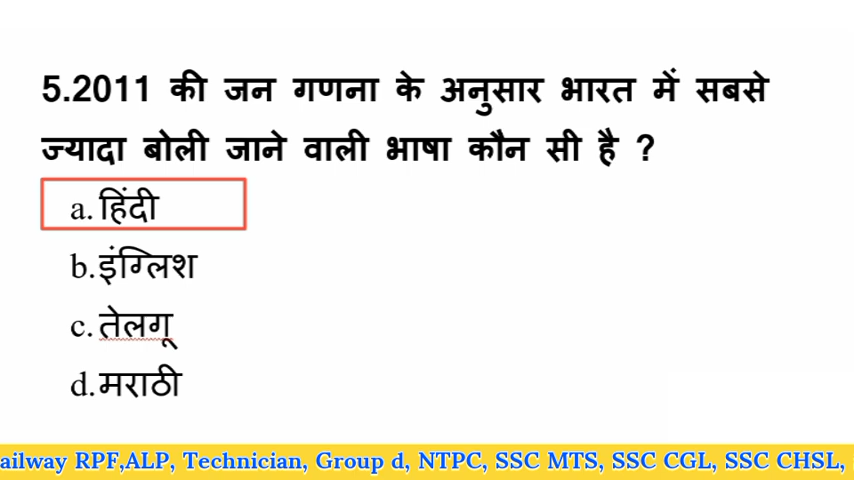 5.2011 की जन गणना के अनुसार भारत में सबसे
ज्यादा बोली जाने वाली भाषा कौन सी है ?
a. हिंदी
b. इंग्लिश
c. तेलगू
d. मराठी
ailway RPF,ALP, Technician, Group d, NTPC, SSC MTS, SSC CGL, SSC CHSL,